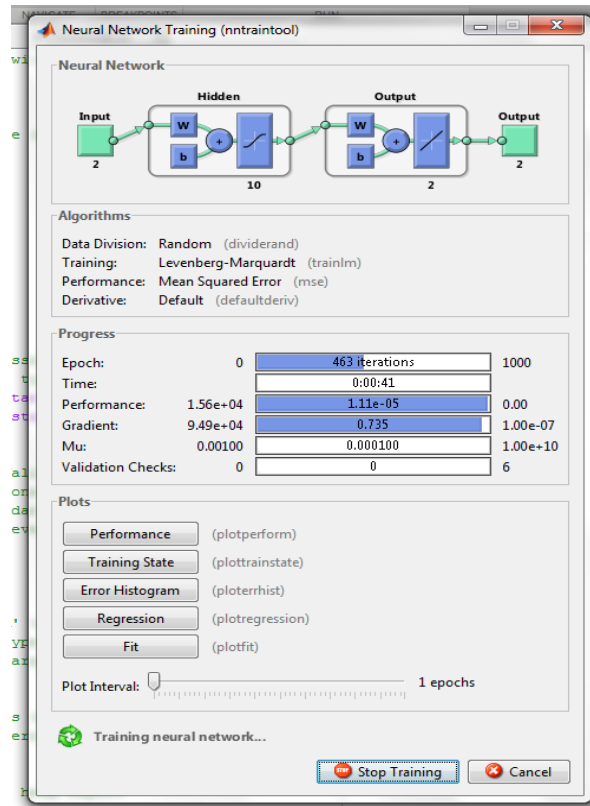 NAVIGATE BREAKPOINTS RUN
Neural Network Training (nntraintool)
Neural Network
Hidden Output
Input Output
W W
b b
+ +
2 10 2 2
Algorithms
Data Division: Random (dividerand)
Training: Levenberg-Marquardt (trainlm)
Performance: Mean Squared Error (mse)
Derivative: Default (defaultderiv)
Progress
Epoch: 0 463 iterations 1000
Time: 0:00:41
Performance: 1.56e+04 1.11e-05 0.00
Gradient: 9.49e+04 0.735 1.00e-07
Mu: 0.00100 0.000100 1.00e+10
Validation Checks: 0 0 6
Plots
Performance (plotperform)
Training State (plottrainstate)
Error Histogram (ploterrhist)
Regression (plotregression)
Fit (plotfit)
Plot Interval: 1 epochs
Training neural network...
STOP Stop Training Cancel